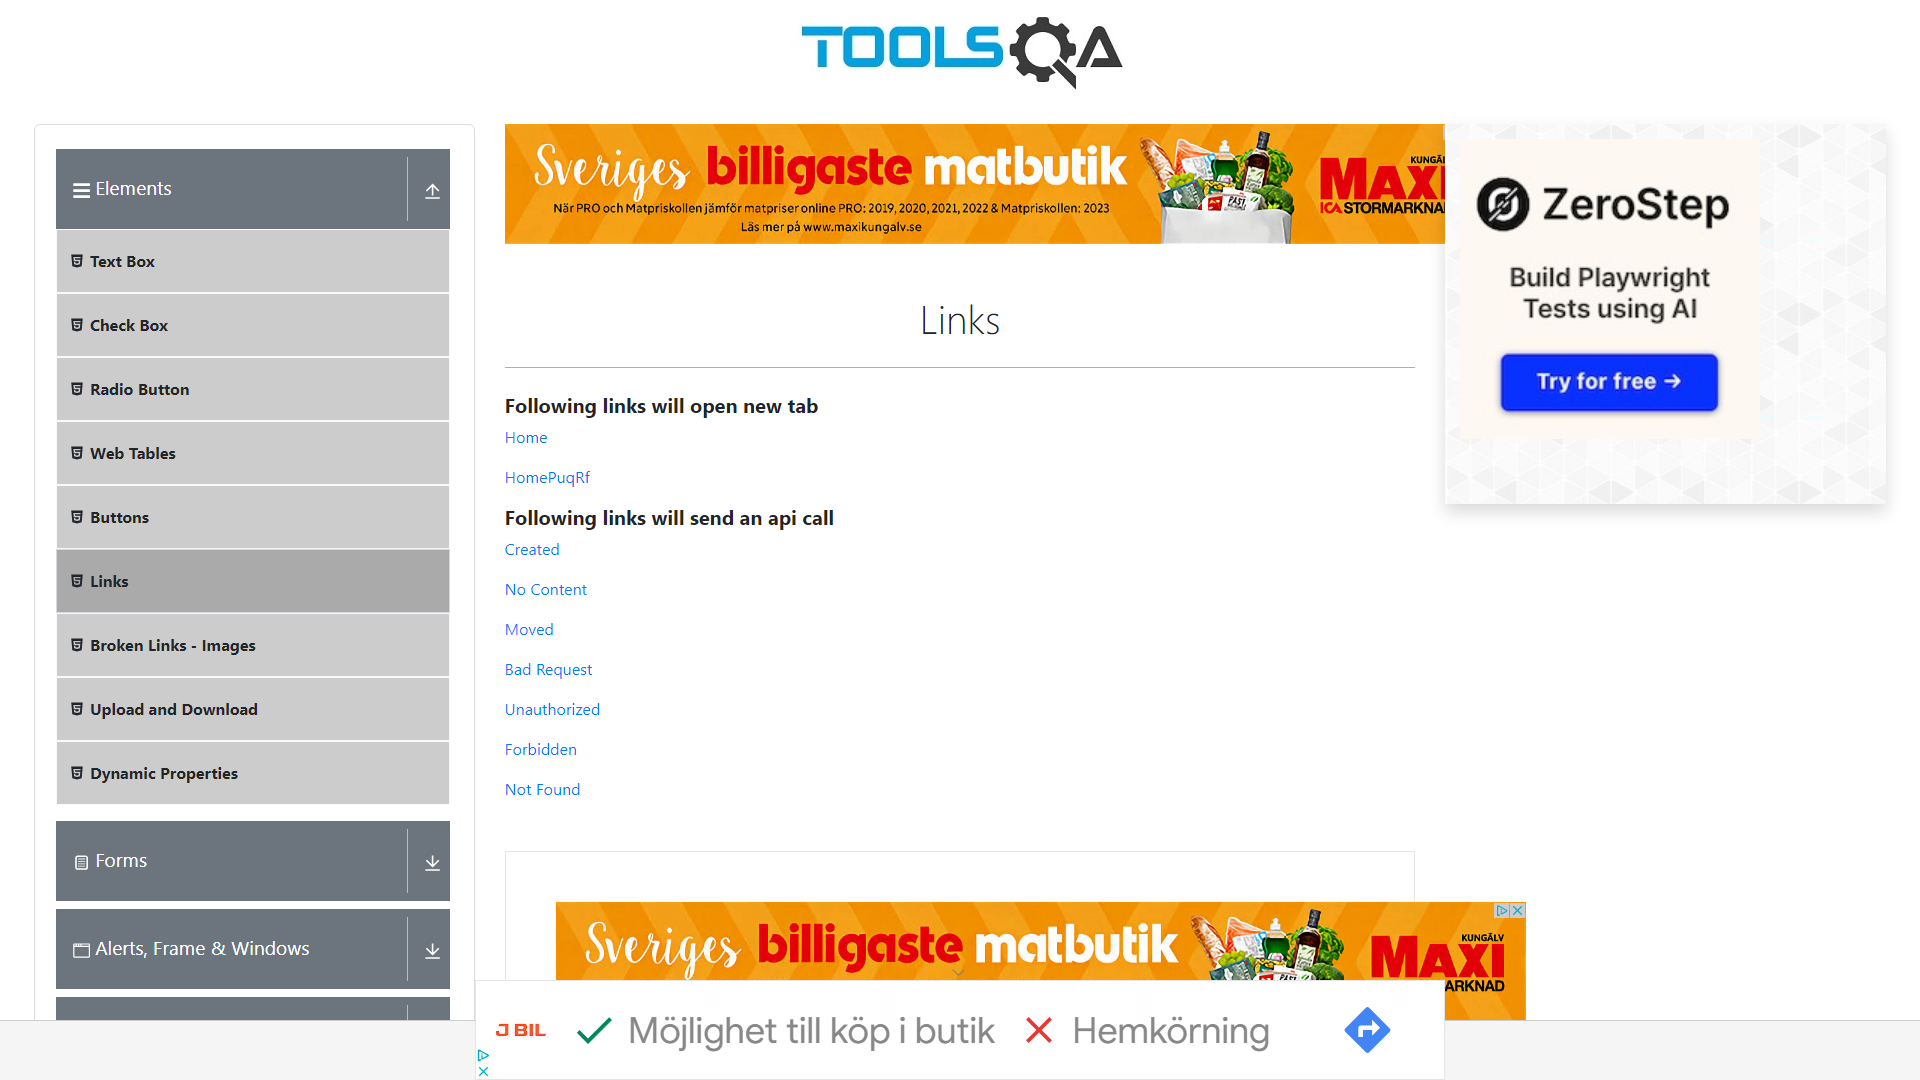 TOOLSQA
Elements
Text Box
Check Box
Radio Button
Web Tables
Buttons
Links
Broken Links - Images
Upload and Download
Dynamic Properties
Forms
Alerts, Frame & Windows
Sveriges billigaste matbutik
När PRO och Matpriskollen jämför matpriser online PRO: 2019, 2020, 2021, 2022 & Matpriskollen: 2023
Läs mer på www.maxikungalv.se
KUNGÄL
MAXI
ICA STORMARKNA
Links
Following links will open new tab
Home
HomePuqRf
Following links will send an api call
Created
No Content
Moved
Bad Request
Unauthorized
Forbidden
Not Found
ZeroStep
Build Playwright
Tests using AI
Try for free →
Sveriges billigaste matbutik
KUNGÄLV
MAXI
MARKNAD
J BIL
Möjlighet till köp i butik
Hemkörning